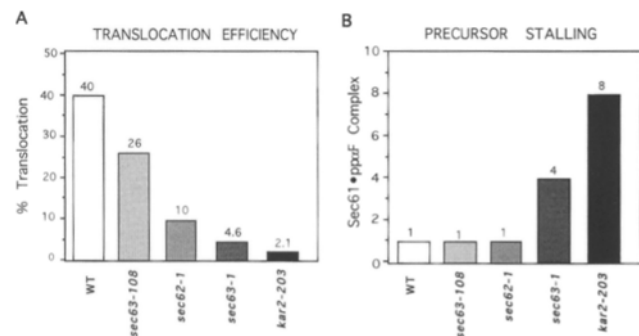 A
TRANSLOCATION EFFICIENCY
% Translocation
50
40
30
20
10
0
40
26
10
4.6
2.1
WT
sec63-108
sec62-1
sec63-1
kar2-203
B
PRECURSOR STALLING
Sec61•ppαF Complex
10
8
6
4
2
0
1
1
1
4
8
WT
sec63-108
sec62-1
sec63-1
kar2-203